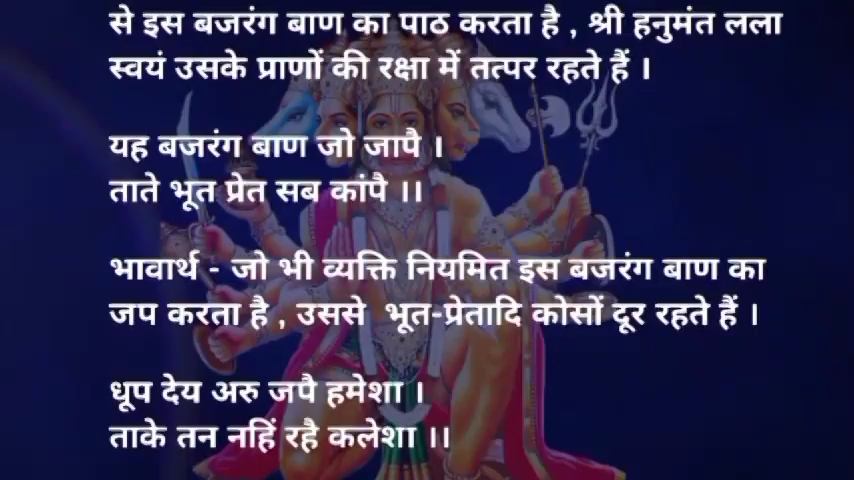 से इस बजरंग बाण का पाठ करता है , श्री हनुमंत लला
स्वयं उसके प्राणों की रक्षा में तत्पर रहते हैं ।
यह बजरंग बाण जो जापै ।
ताते भूत प्रेत सब कांपै ।।
भावार्थ - जो भी व्यक्ति नियमित इस बजरंग बाण का
जप करता है , उससे भूत-प्रेतादि कोसों दूर रहते हैं ।
धूप देय अरु जपै हमेशा ।
ताके तन नहिं रहै कलेशा ।।